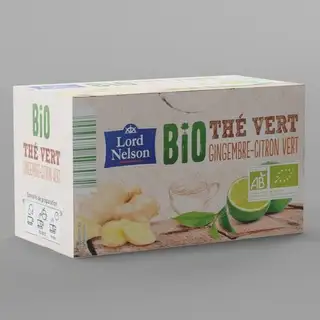 BiO
THÉ VERT
GINGEMBRE-CITRON VERT
Lord
Nelson
BiO
THÉ VERT
GINGEMBRE-CITRON VERT
AB